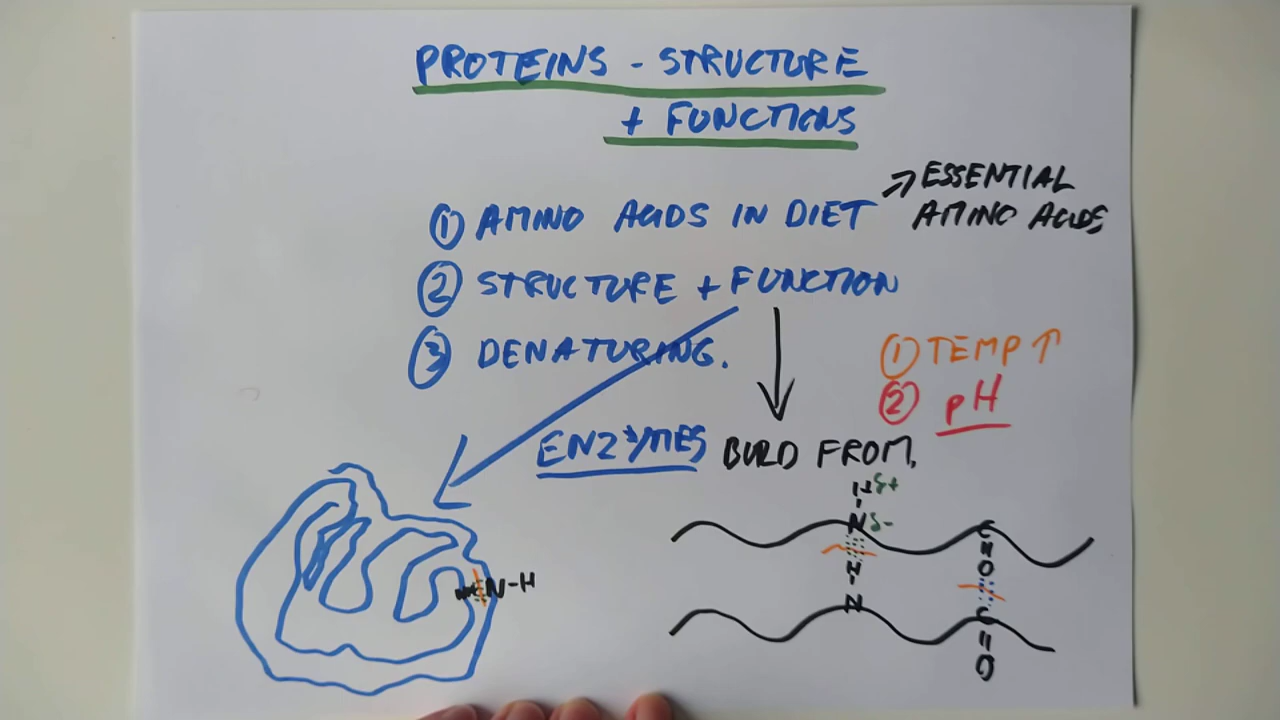 PROTEINS - STRUCTURE
+ FUNCTIONS
① AMINO ACIDS IN DIET
↗ ESSENTIAL
AMINO ACIDS
② STRUCTURE + FUNCTION
③ DENATURING.
① TEMP ↑
② pH
ENZYMES
FROM.
H δ+
N δ-
H
N
C
O
C
O
N-H